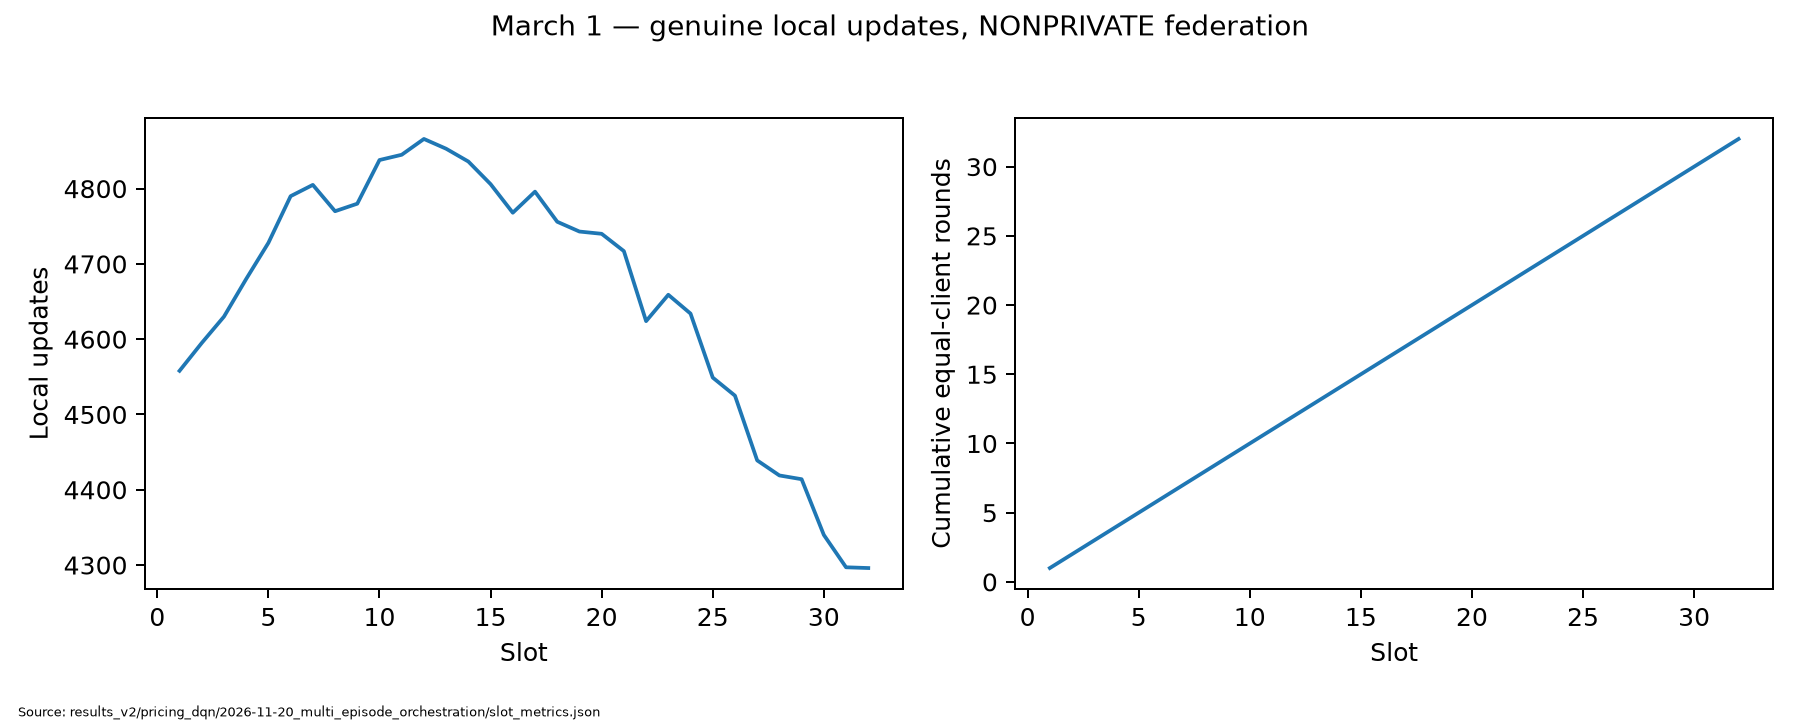 March 1 — genuine local updates, NONPRIVATE federation
Local updates
4800
4700
4600
4500
4400
4300
0 5 10 15 20 25 30
Slot
Cumulative equal-client rounds
30
25
20
15
10
5
0
0 5 10 15 20 25 30
Slot
Source: results_v2/pricing_dqn/2026-11-20_multi_episode_orchestration/slot_metrics.json